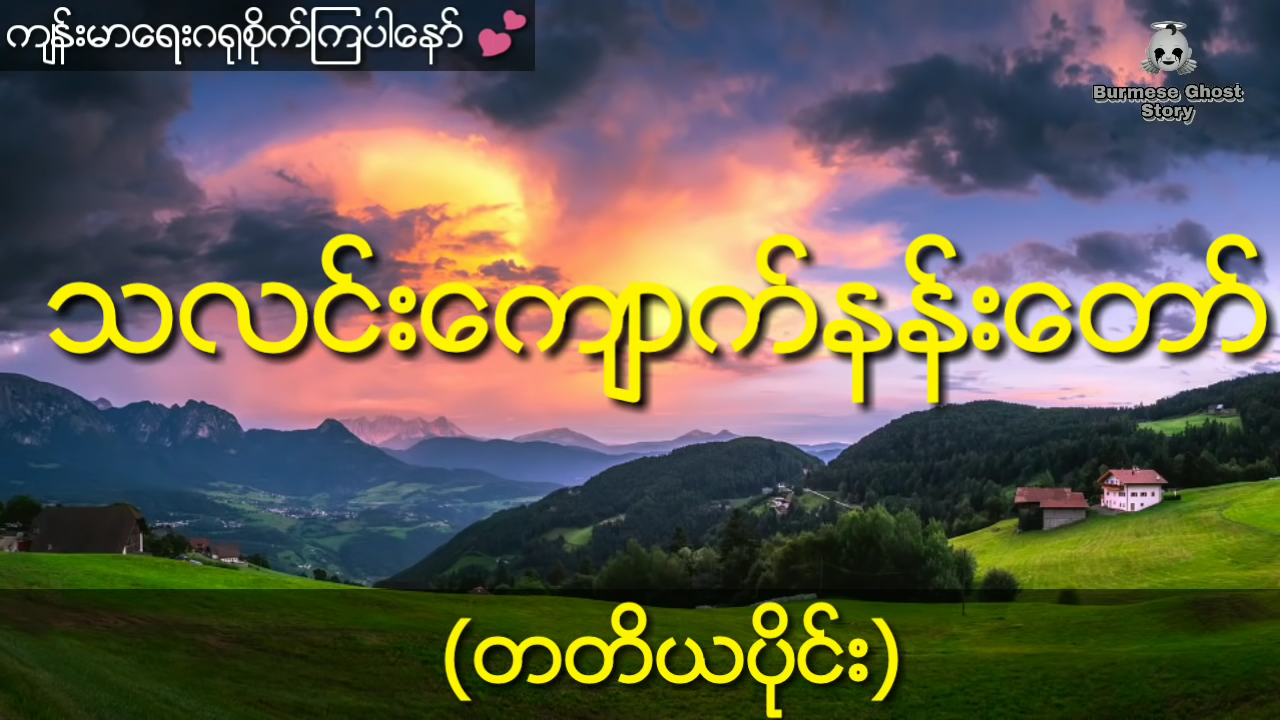 ကျန်းမာရေးဂရုစိုက်ကြပါနော် 💕
Burmese Ghost
Story
သလင်းကျောက်နန်းတော်
(တတိယပိုင်း)